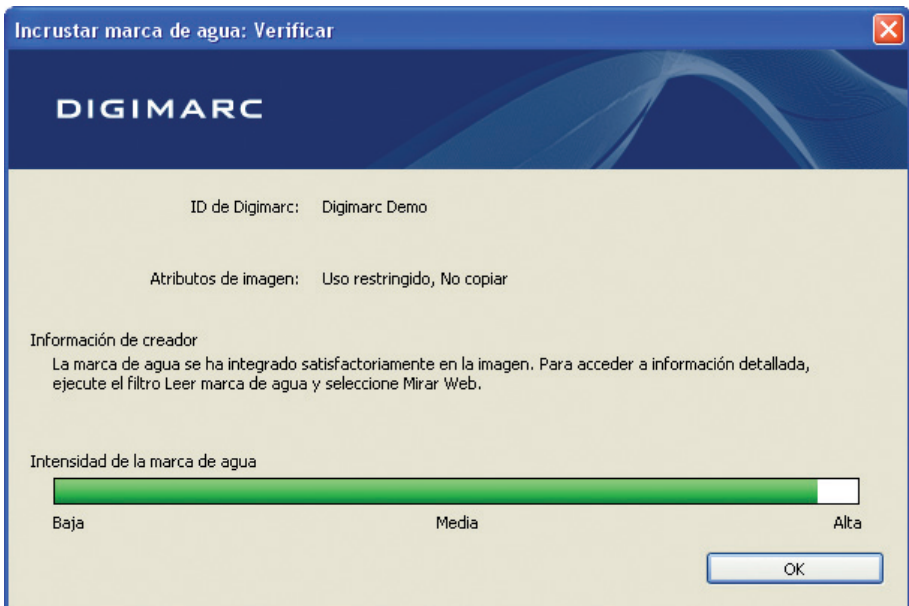 Incrustar marca de agua: Verificar
DIGIMARC
ID de Digimarc: Digimarc Demo
Atributos de imagen: Uso restringido, No copiar
Información de creador
La marca de agua se ha integrado satisfactoriamente en la imagen. Para acceder a información detallada,
ejecute el filtro Leer marca de agua y seleccione Mirar Web.
Intensidad de la marca de agua
Baja Media Alta
OK